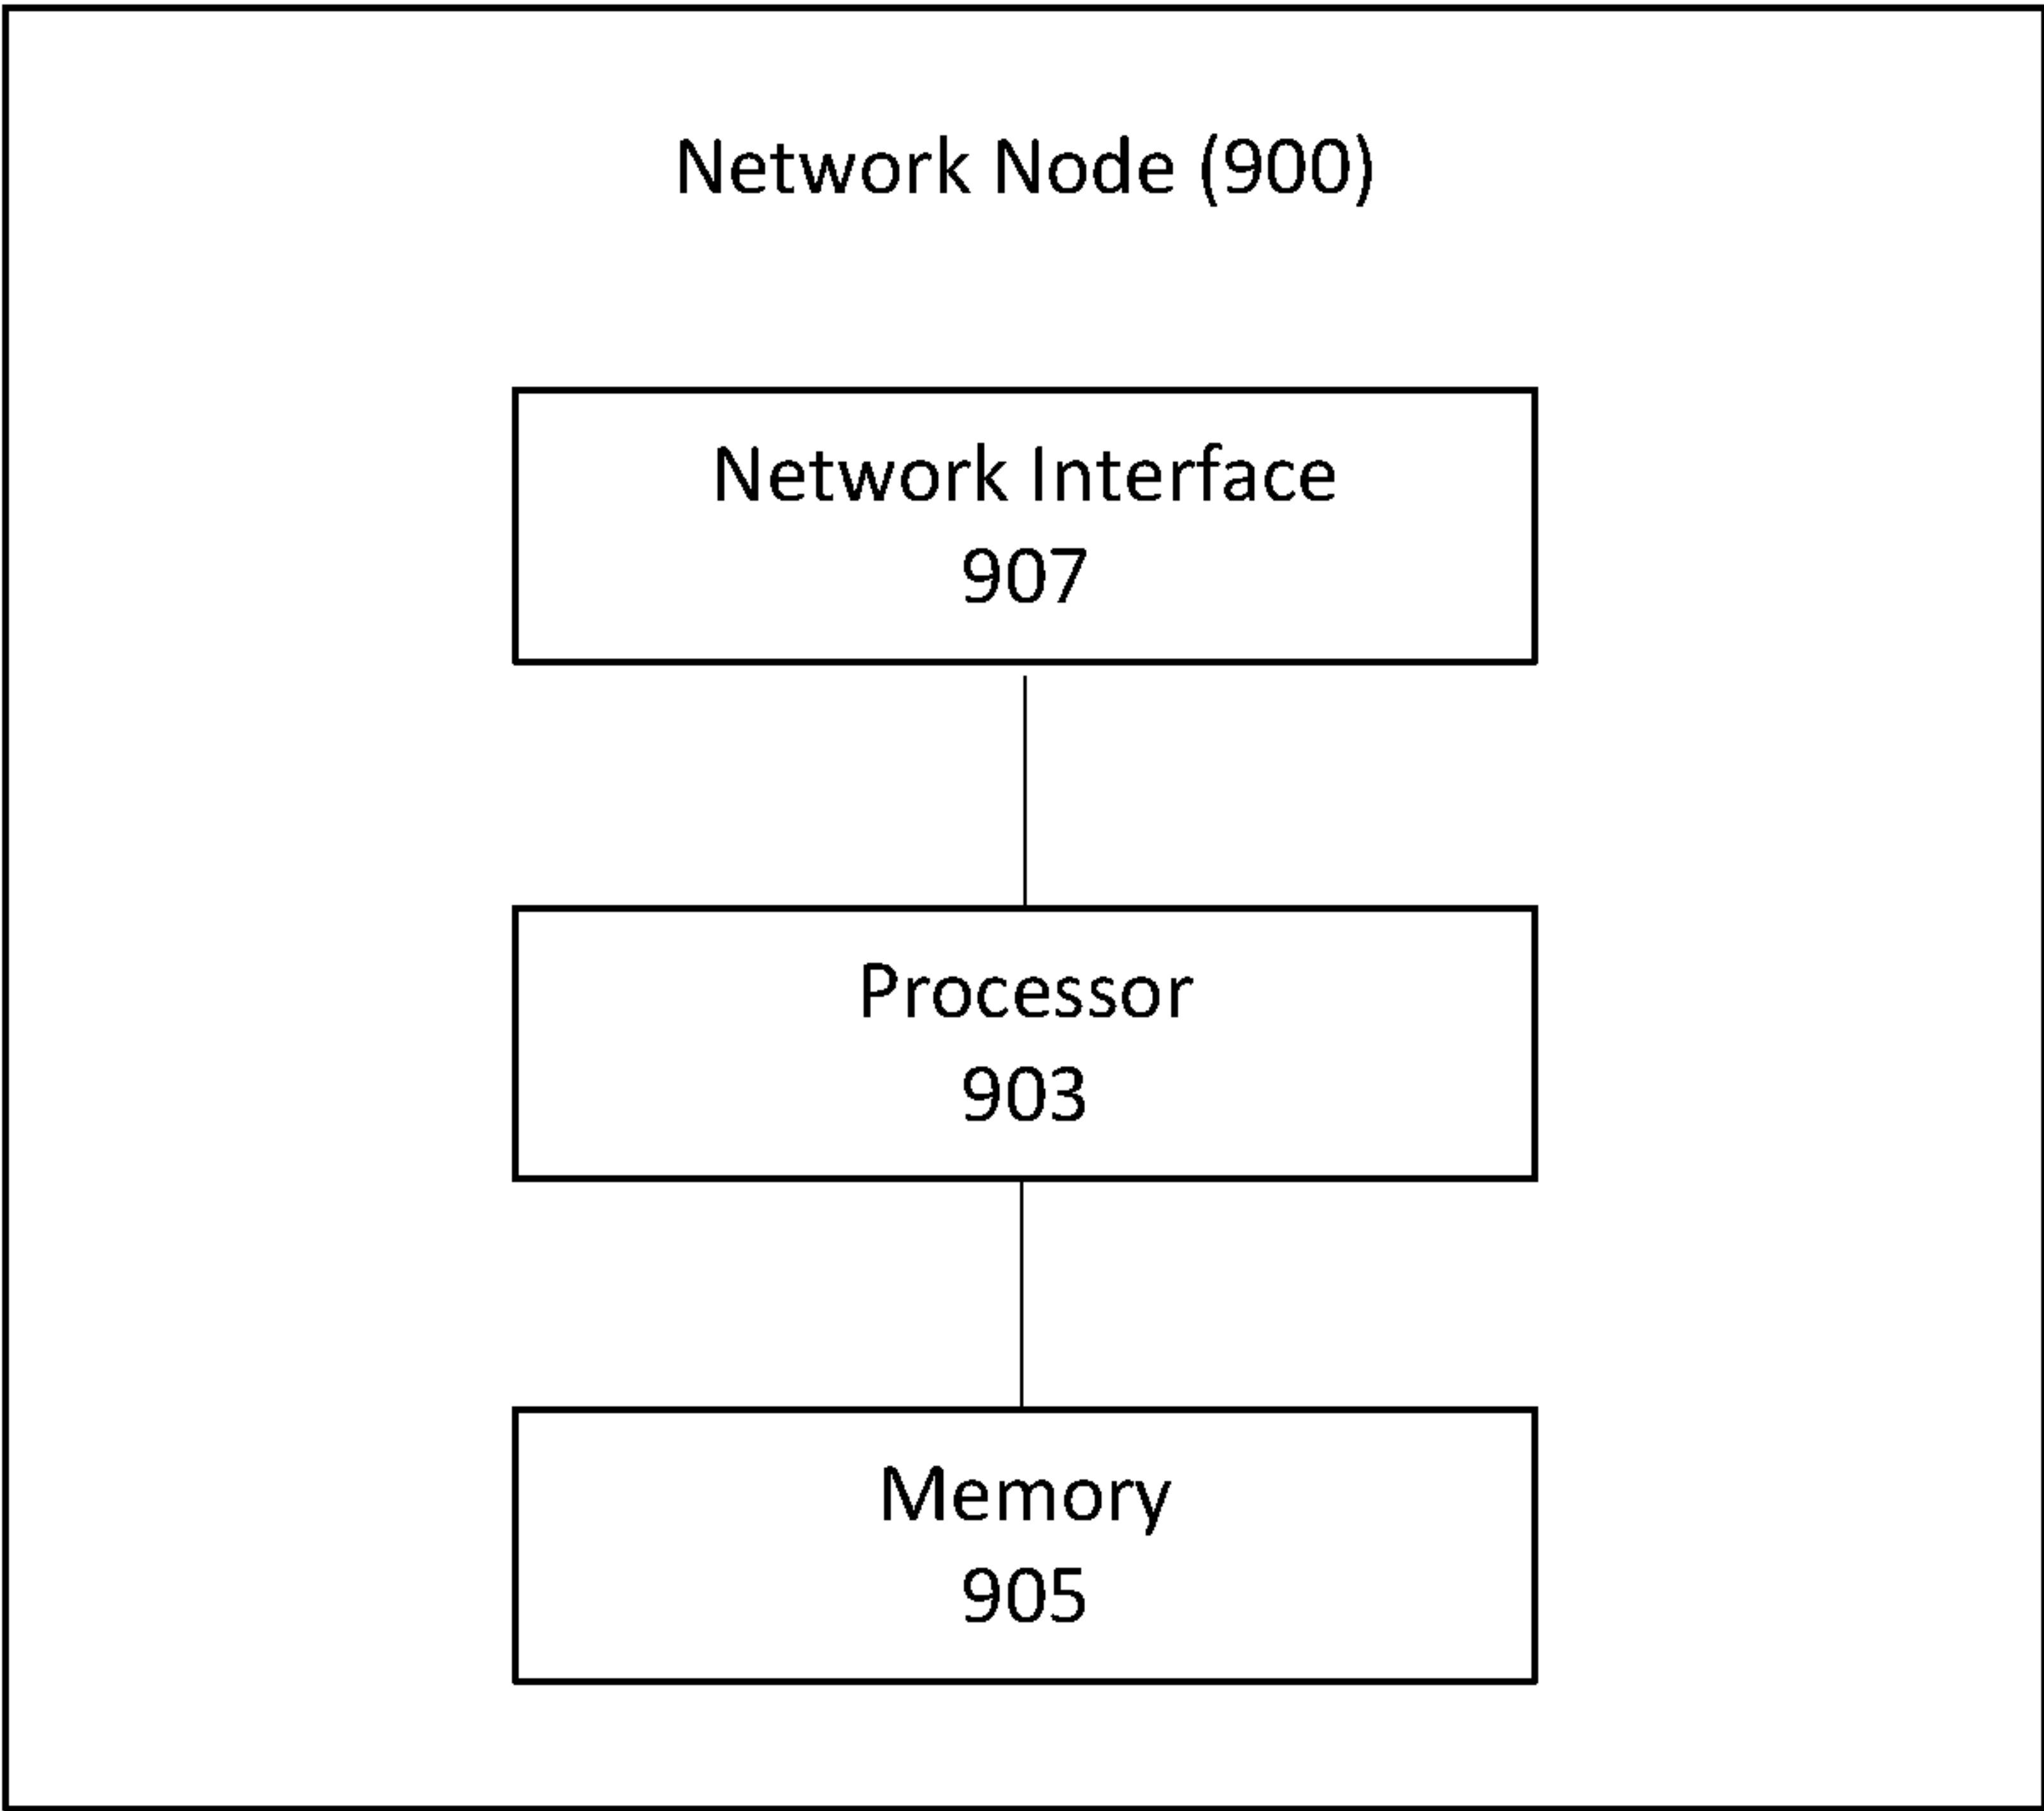 Network Node (900)
Network Interface
907
Processor
903
Memory
905